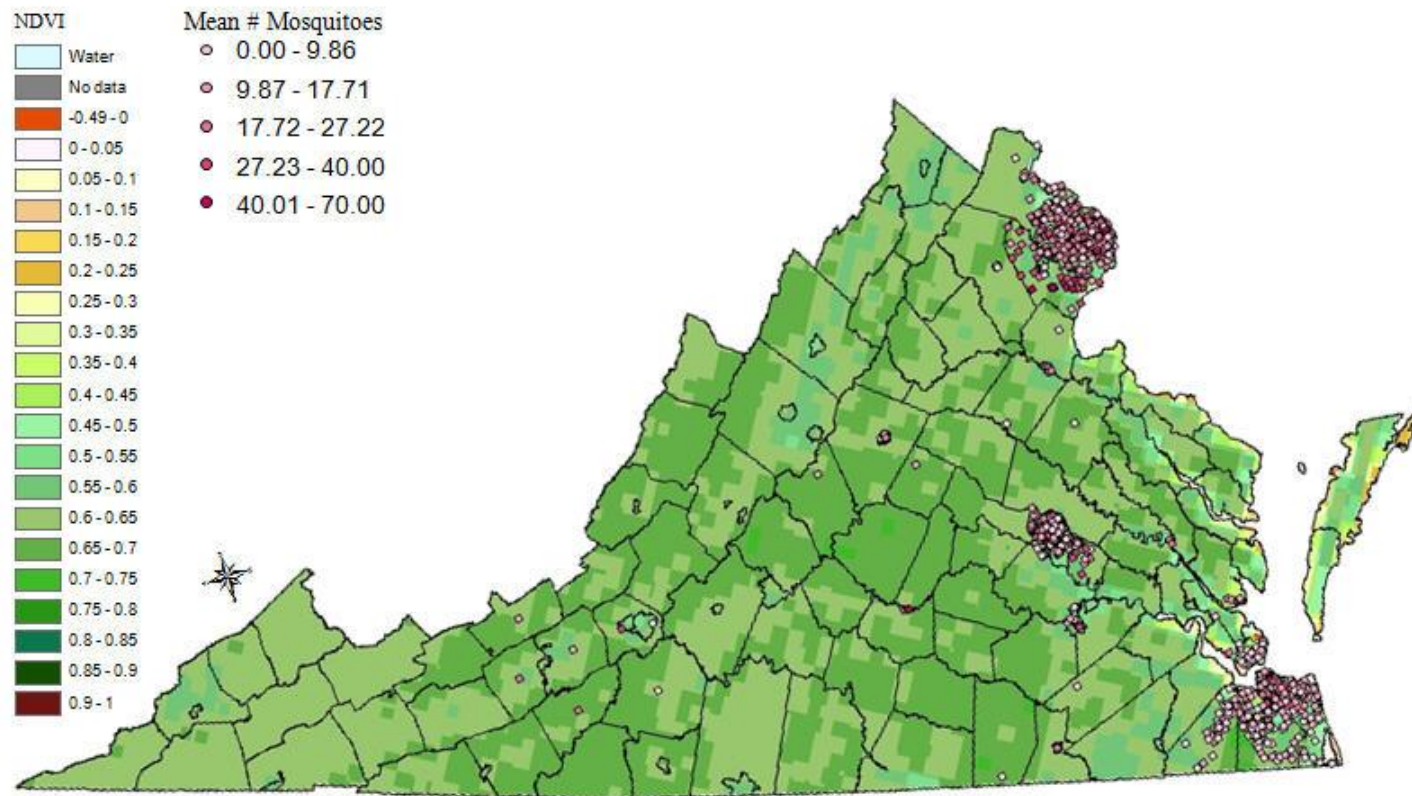 NDVI
Water
No data
-0.49 - 0
0 - 0.05
0.05 - 0.1
0.1 - 0.15
0.15 - 0.2
0.2 - 0.25
0.25 - 0.3
0.3 - 0.35
0.35 - 0.4
0.4 - 0.45
0.45 - 0.5
0.5 - 0.55
0.55 - 0.6
0.6 - 0.65
0.65 - 0.7
0.7 - 0.75
0.75 - 0.8
0.8 - 0.85
0.85 - 0.9
0.9 - 1
Mean # Mosquitoes
0.00 - 9.86
9.87 - 17.71
17.72 - 27.22
27.23 - 40.00
40.01 - 70.00